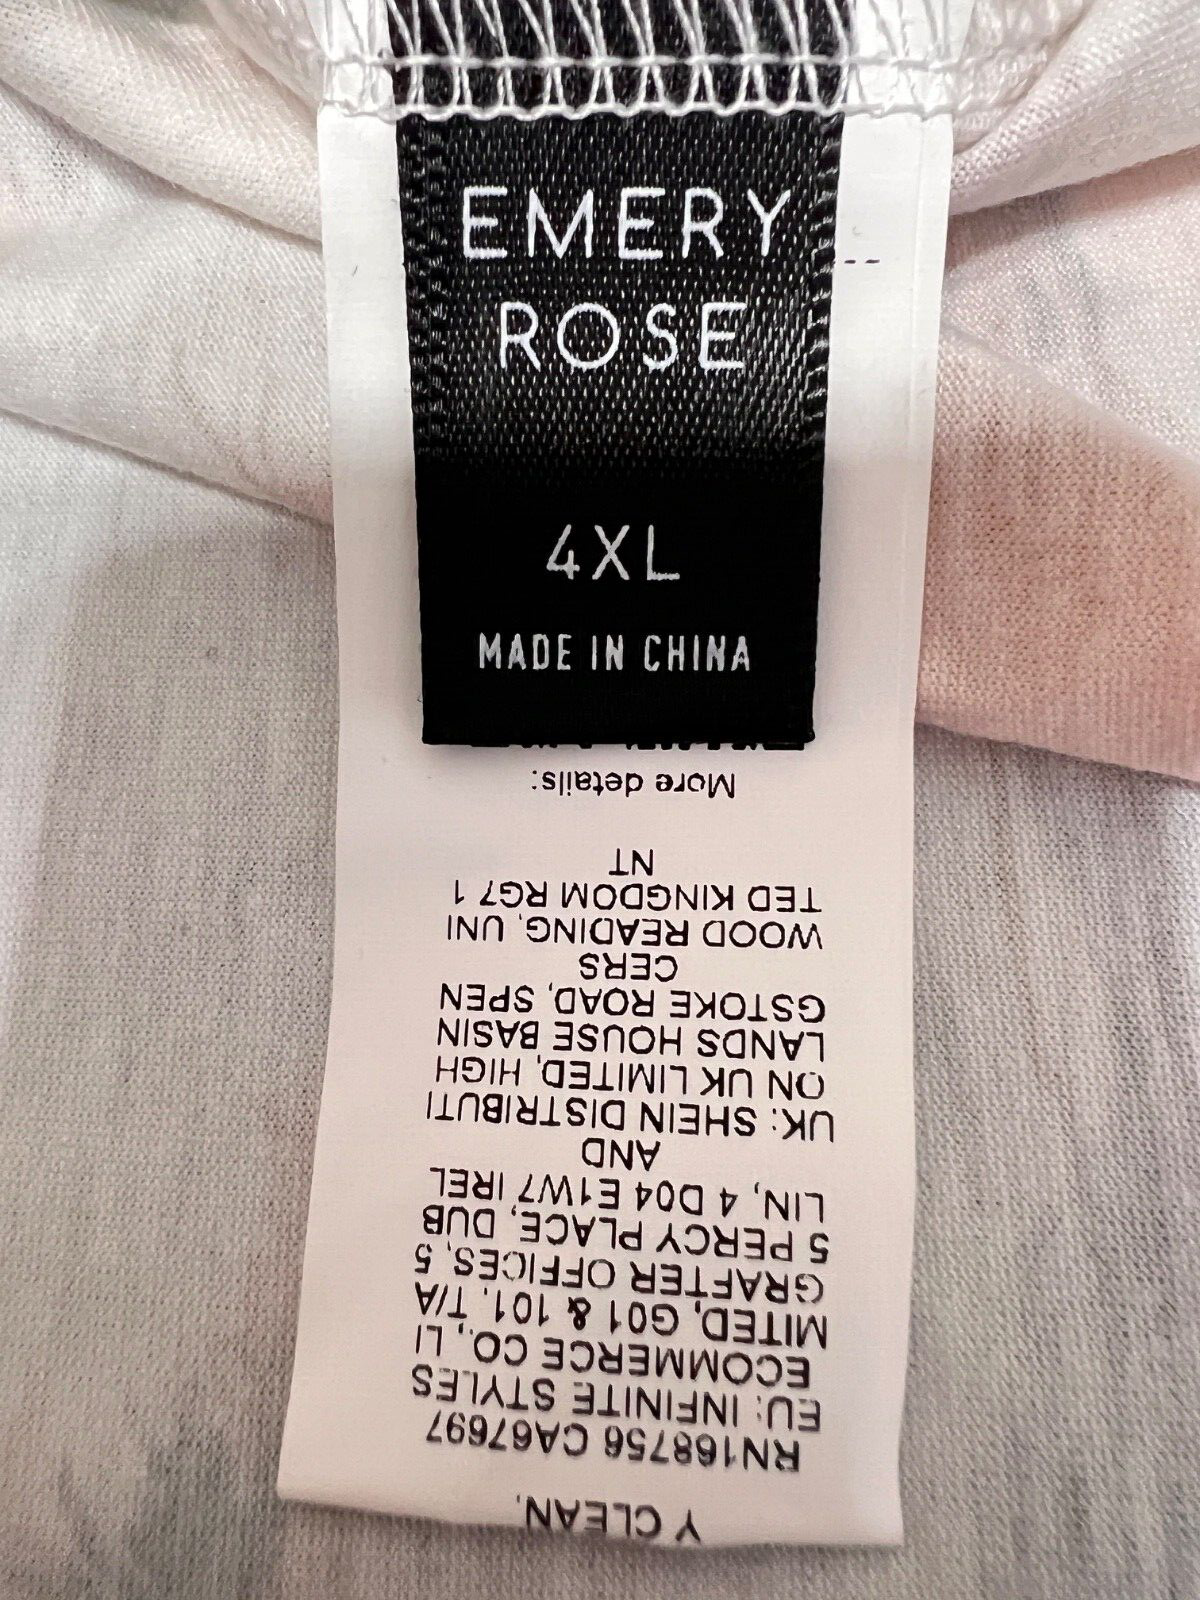 EMERY
ROSE
4XL
MADE IN CHINA
Y CLEAN,
RN168756 CA67697
EU: INFINITE STYLES
ECOMMERCE CO., LI
MITED, G01 & 101, T/A
GRAFTER OFFICES, 5
5 PERCY PLACE, DUB
LIN, 4 D04 E1W7 IREL
AND
UK: SHEIN DISTRIBUTI
ON UK LIMITED, HIGH
LANDS HOUSE BASIN
GSTOKE ROAD, SPEN
CERS
WOOD READING, UNI
TED KINGDOM RG7 1
NT
More details: